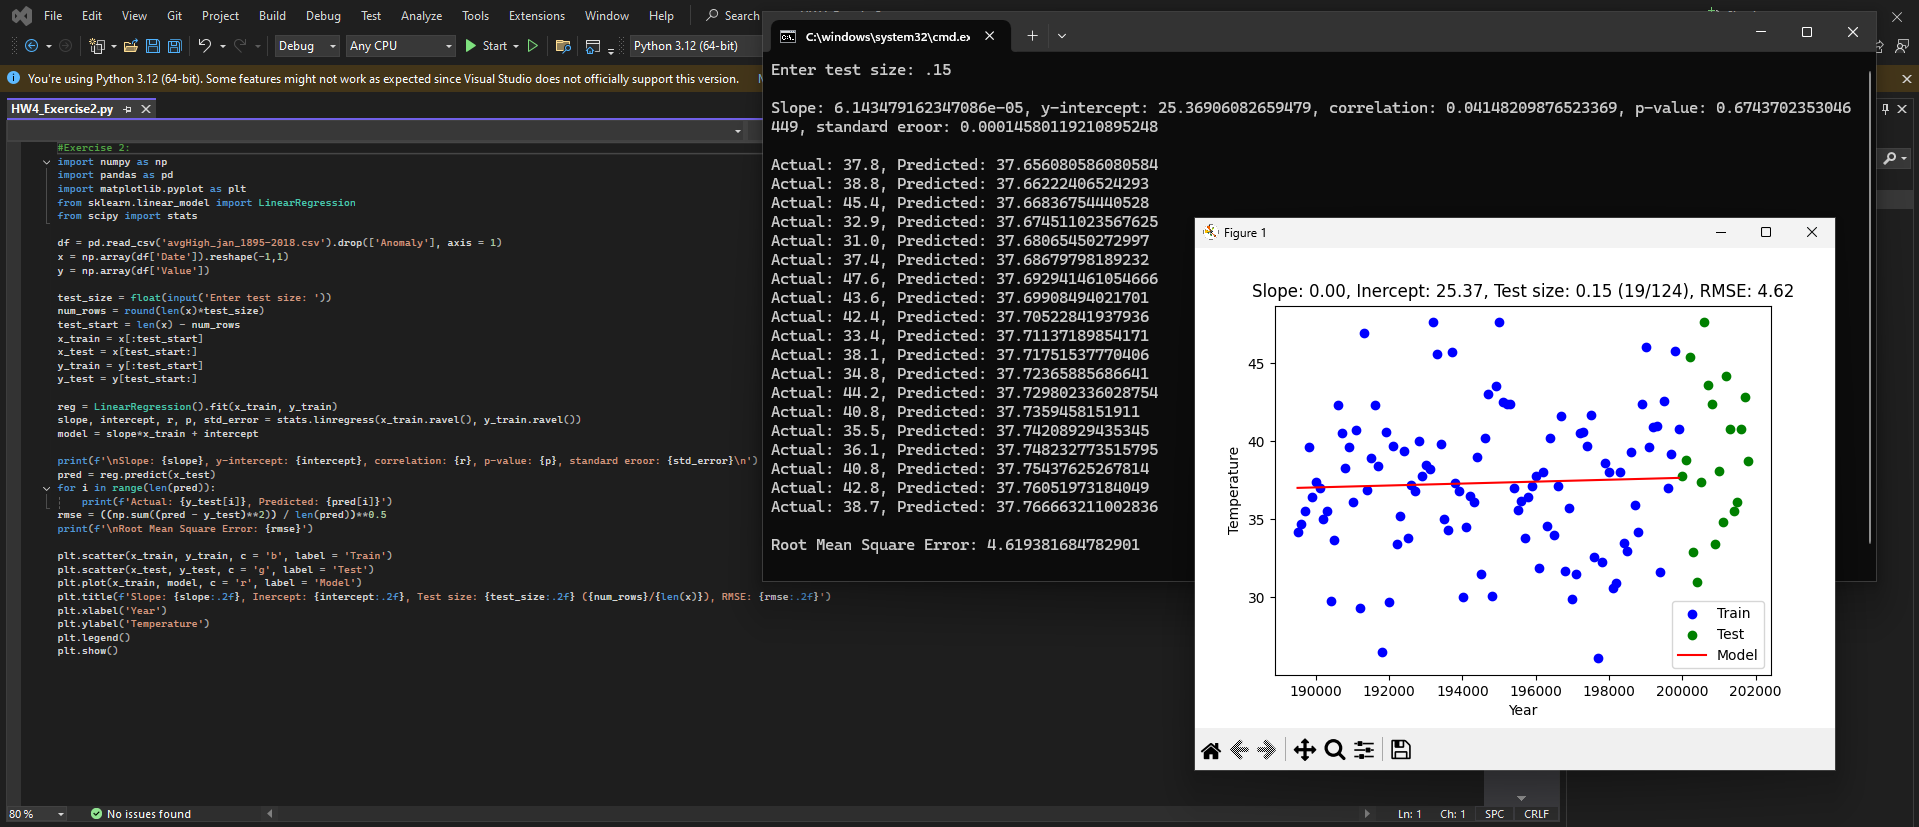 File Edit View Git Project Build Debug Test Analyze Tools Extensions Window Help Search
Debug Any CPU Start Python 3.12 (64-bit)
You're using Python 3.12 (64-bit). Some features might not work as expected since Visual Studio does not officially support this version.
HW4_Exercise2.py
#Exercise 2:
import numpy as np
import pandas as pd
import matplotlib.pyplot as plt
from sklearn.linear_model import LinearRegression
from scipy import stats
df = pd.read_csv('avgHigh_jan_1895-2018.csv').drop(['Anomaly'], axis = 1)
x = np.array(df['Date']).reshape(-1,1)
y = np.array(df['Value'])
test_size = float(input('Enter test size: '))
num_rows = round(len(x)*test_size)
test_start = len(x) - num_rows
x_train = x[:test_start]
x_test = x[test_start:]
y_train = y[:test_start]
y_test = y[test_start:]
reg = LinearRegression().fit(x_train, y_train)
slope, intercept, r, p, std_error = stats.linregress(x_train.ravel(), y_train.ravel())
model = slope*x_train + intercept
print(f'\nSlope: {slope}, y-intercept: {intercept}, correlation: {r}, p-value: {p}, standard eroor: {std_error}\n')
pred = reg.predict(x_test)
for i in range(len(pred)):
print(f'Actual: {y_test[i]}, Predicted: {pred[i]}')
rmse = ((np.sum((pred - y_test)**2)) / len(pred))**0.5
print(f'\nRoot Mean Square Error: {rmse}')
plt.scatter(x_train, y_train, c = 'b', label = 'Train')
plt.scatter(x_test, y_test, c = 'g', label = 'Test')
plt.plot(x_train, model, c = 'r', label = 'Model')
plt.title(f'Slope: {slope:.2f}, Inercept: {intercept:.2f}, Test size: {test_size:.2f} ({num_rows}/{len(x)}), RMSE: {rmse:.2f}')
plt.xlabel('Year')
plt.ylabel('Temperature')
plt.legend()
plt.show()
80 % No issues found Ln: 1 Ch: 1 SPC CRLF
C:\windows\system32\cmd.ex
Enter test size: .15
Slope: 6.143479162347086e-05, y-intercept: 25.36906082659479, correlation: 0.04148209876523369, p-value: 0.6743702353046
449, standard eroor: 0.00014580119210895248
Actual: 37.8, Predicted: 37.656080586080584
Actual: 38.8, Predicted: 37.66222406524293
Actual: 45.4, Predicted: 37.66836754440528
Actual: 32.9, Predicted: 37.674511023567625
Actual: 31.0, Predicted: 37.68065450272997
Actual: 37.4, Predicted: 37.68679798189232
Actual: 47.6, Predicted: 37.692941461054666
Actual: 43.6, Predicted: 37.69908494021701
Actual: 42.4, Predicted: 37.70522841937936
Actual: 33.4, Predicted: 37.71137189854171
Actual: 38.1, Predicted: 37.71751537770406
Actual: 34.8, Predicted: 37.72365885686641
Actual: 44.2, Predicted: 37.729802336028754
Actual: 40.8, Predicted: 37.7359458151911
Actual: 35.5, Predicted: 37.74208929435345
Actual: 36.1, Predicted: 37.748232773515795
Actual: 40.8, Predicted: 37.75437625267814
Actual: 42.8, Predicted: 37.76051973184049
Actual: 38.7, Predicted: 37.766663211002836
Root Mean Square Error: 4.619381684782901
Figure 1
Slope: 0.00, Inercept: 25.37, Test size: 0.15 (19/124), RMSE: 4.62
Temperature
45
40
35
30
Train
Test
Model
190000 192000 194000 196000 198000 200000 202000
Year